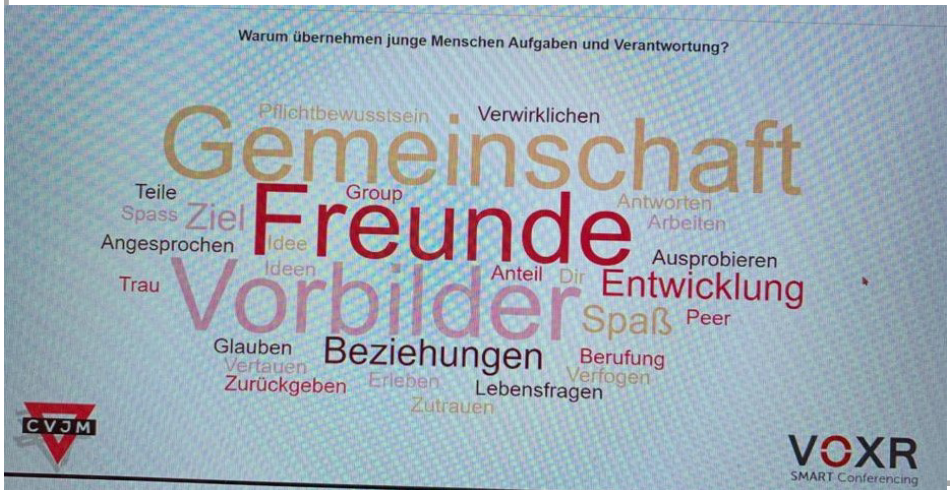 Warum übernehmen junge Menschen Aufgaben und Verantwortung?
Pflichtbewusstsein Verwirklichen
Gemeinschaft
Teile Group Antworten
Spass Ziel Freunde Arbeiten
Angesprochen Idee Ausprobieren
Ideen Anteil Dir Entwicklung
Trau Vorbilder Spaß Peer
Glauben Beziehungen Berufung
Vertauen Verfogen
Zurückgeben Erleben Lebensfragen
Zutrauen
CVJM
VOXR
SMART Conferencing